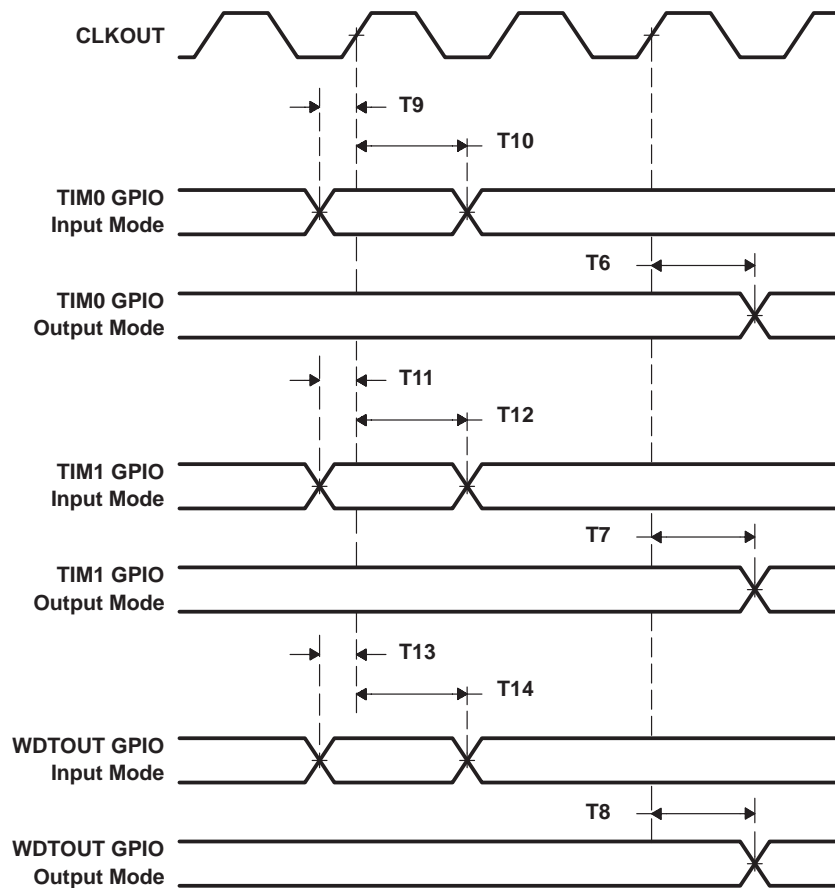 CLKOUT
T9
T10
TIM0 GPIO
Input Mode
T6
TIM0 GPIO
Output Mode
T11
T12
TIM1 GPIO
Input Mode
T7
TIM1 GPIO
Output Mode
T13
T14
WDTOUT GPIO
Input Mode
T8
WDTOUT GPIO
Output Mode